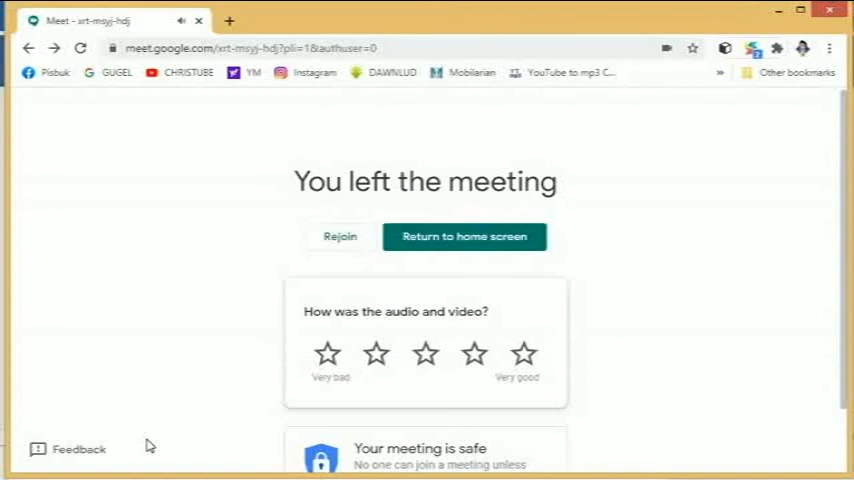 Meet - xrt-msyj-hdj
meet.google.com/xrt-msyj-hdj?pli=1&authuser=0
Pisbuk GUGEL CHRISTUBE YM Instagram DAWNLUD Mobilarian YouTube to mp3 C... » Other bookmarks
You left the meeting
Rejoin Return to home screen
How was the audio and video?
Very bad Very good
Feedback
Your meeting is safe
No one can join a meeting unless